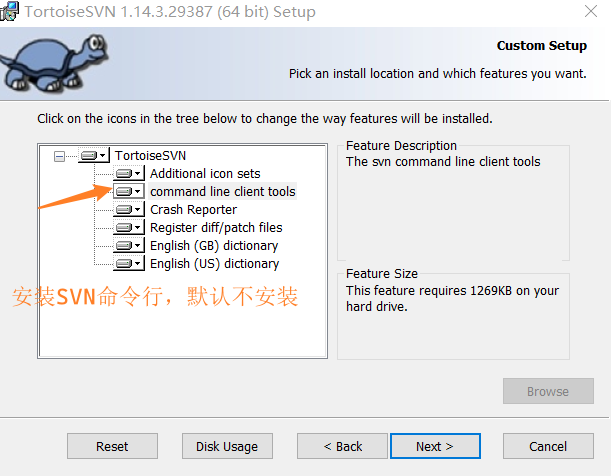 TortoiseSVN 1.14.3.29387 (64 bit) Setup
Custom Setup
Pick an install location and which features you want.
Click on the icons in the tree below to change the way features will be installed.
TortoiseSVN
Additional icon sets
command line client tools
Crash Reporter
Register diff/patch files
English (GB) dictionary
English (US) dictionary
安装SVN命令行，默认不安装
Feature Description
The svn command line client tools
Feature Size
This feature requires 1269KB on your
hard drive.
Browse
Reset
Disk Usage
< Back
Next >
Cancel